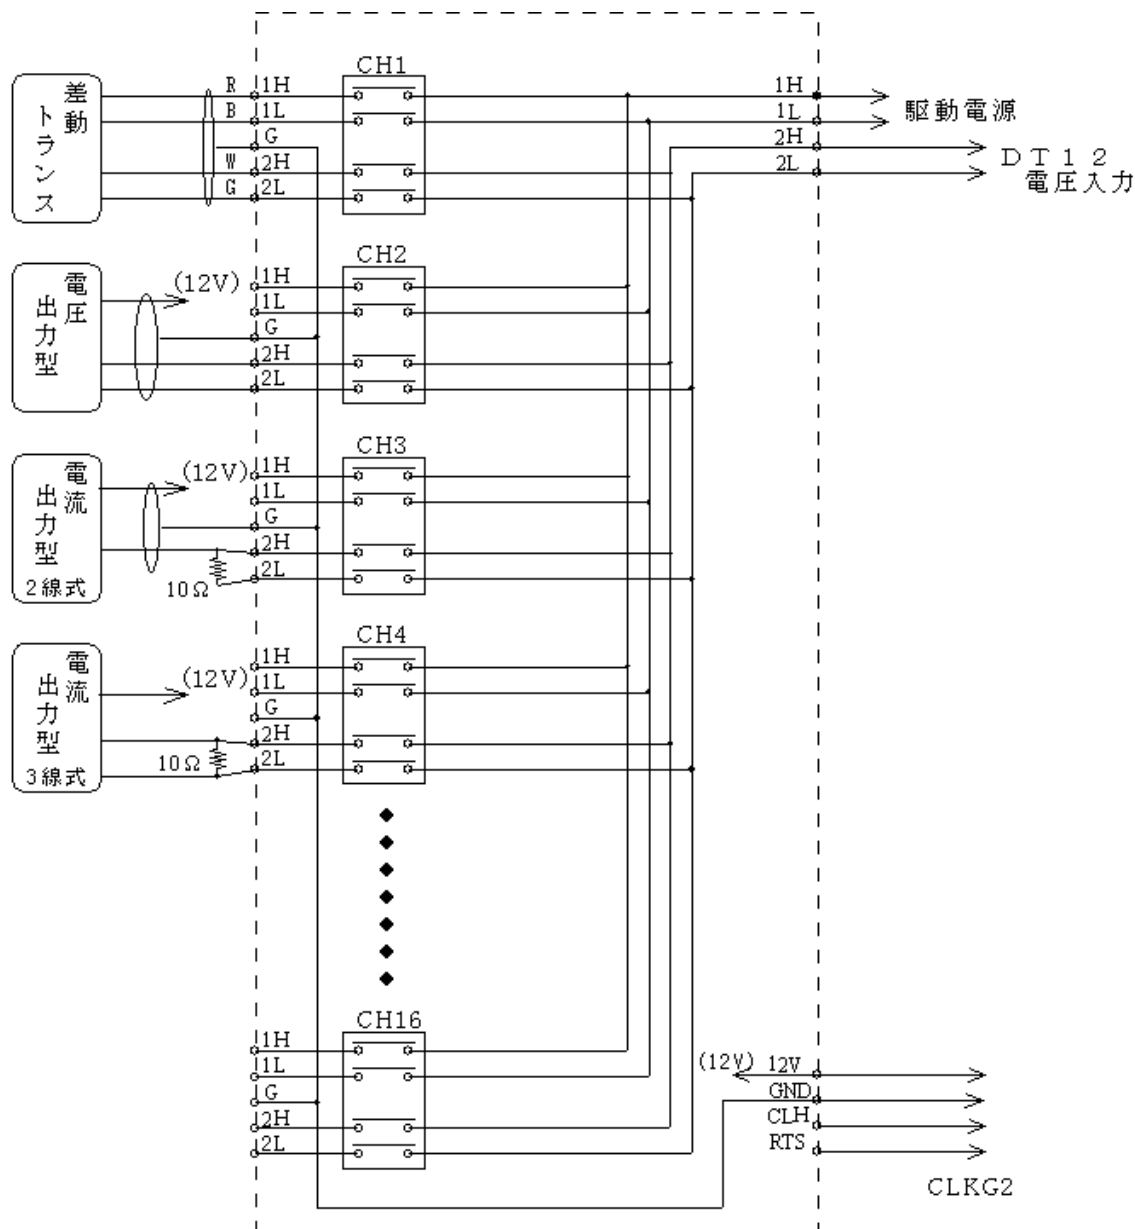 CH1
差動
トランス
R 1H
B 1L
G
W 2H
G 2L
1H
1L
2H
2L
駆動電源
DT12
電圧入力
CH2
電圧
出力型
(12V)
1H
1L
G
2H
2L
CH3
電流
出力型
2線式
(12V)
1H
1L
G
2H
2L
10Ω
CH4
電流
出力型
3線式
(12V)
1H
1L
G
2H
2L
10Ω
CH16
1H
1L
G
2H
2L
(12V) 12V
GND
CLH
RTS
CLKG2